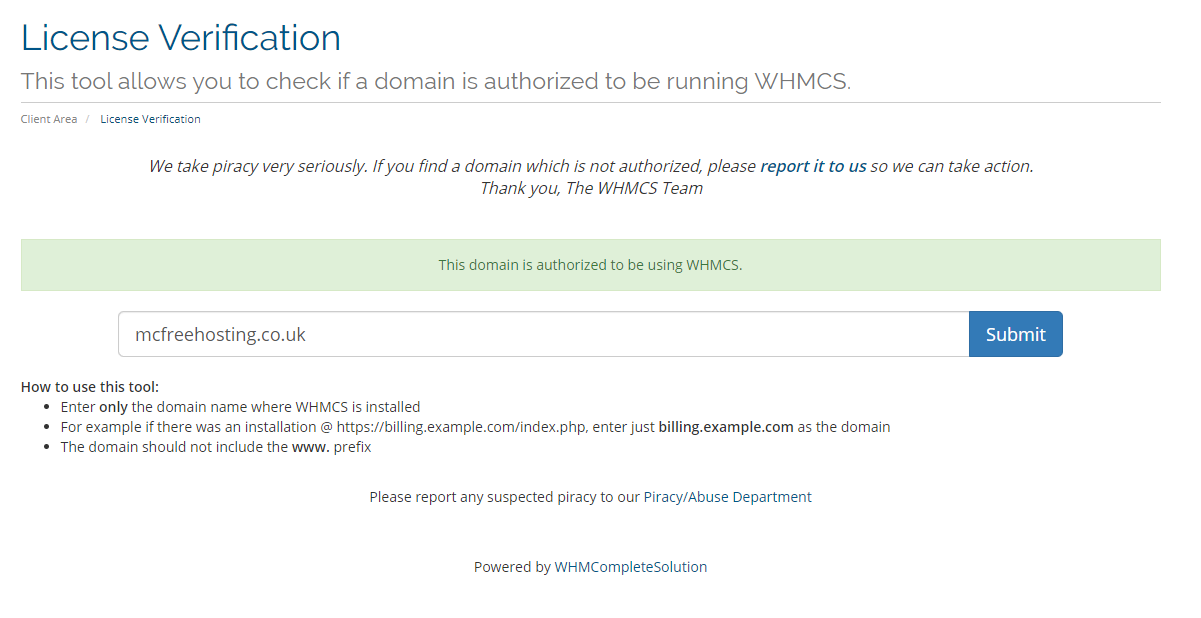 License Verification
This tool allows you to check if a domain is authorized to be running WHMCS.
Client Area / License Verification
We take piracy very seriously. If you find a domain which is not authorized, please report it to us so we can take action.
Thank you, The WHMCS Team
This domain is authorized to be using WHMCS.
mcfreehosting.co.uk Submit
How to use this tool:
• Enter only the domain name where WHMCS is installed
• For example if there was an installation @ https://billing.example.com/index.php, enter just billing.example.com as the domain
• The domain should not include the www. prefix
Please report any suspected piracy to our Piracy/Abuse Department
Powered by WHMCompleteSolution